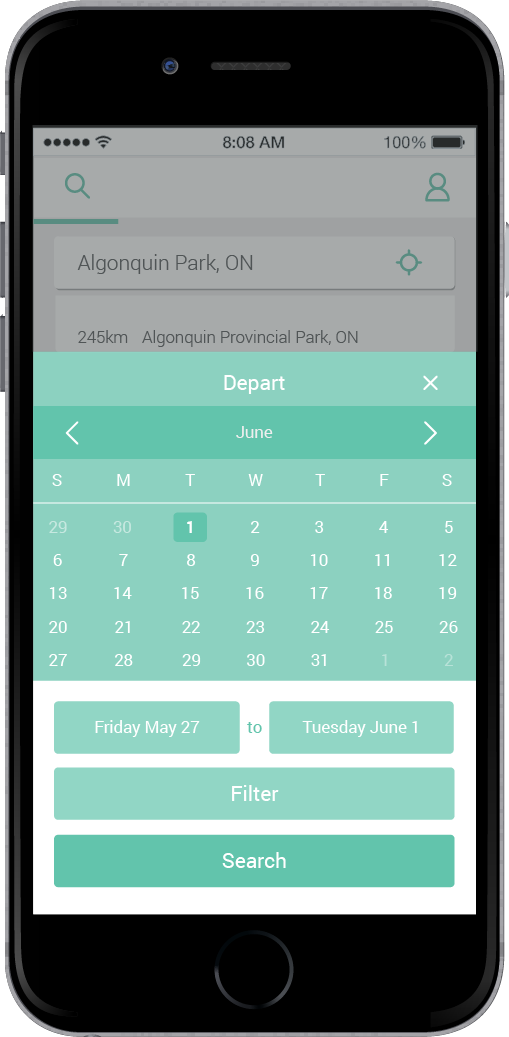 8:08 AM 100%
Algonquin Park, ON
245km Algonquin Provincial Park, ON
Depart
June
S M T W T F S
29 30 1 2 3 4 5
6 7 8 9 10 11 12
13 14 15 16 17 18 19
20 21 22 23 24 25 26
27 28 29 30 31 1 2
Friday May 27 to Tuesday June 1
Filter
Search